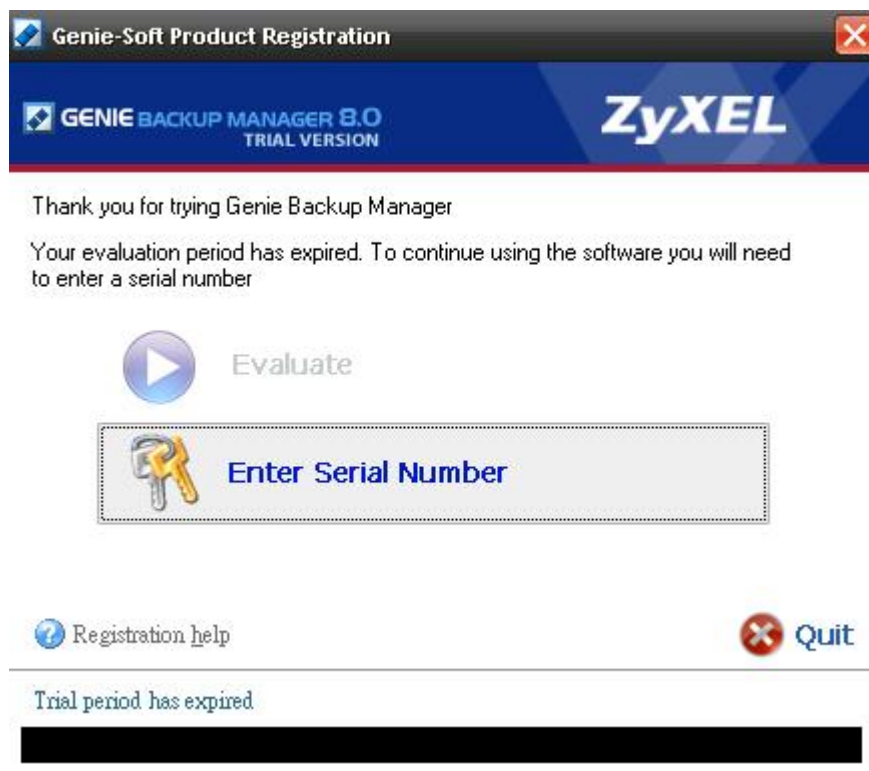 Genie-Soft Product Registration
GENIE BACKUP MANAGER 8.0
TRIAL VERSION
ZyXEL
Thank you for trying Genie Backup Manager
Your evaluation period has expired. To continue using the software you will need
to enter a serial number
Evaluate
Enter Serial Number
Registration help
Quit
Trial period has expired